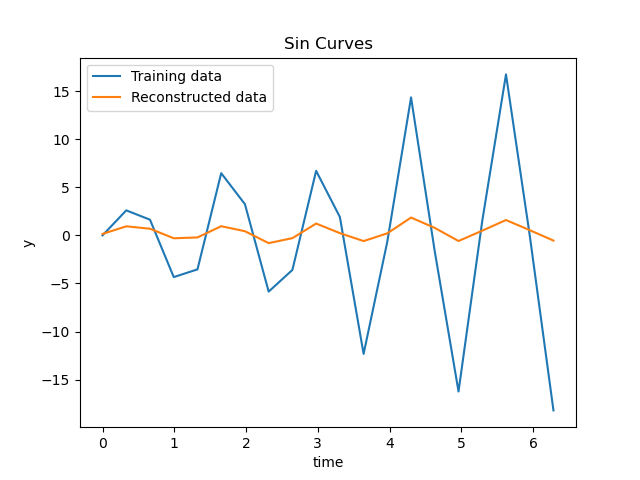 Sin Curves
Training data
Reconstructed data
15
10
5
0
−5
−10
−15
y
0 1 2 3 4 5 6
time